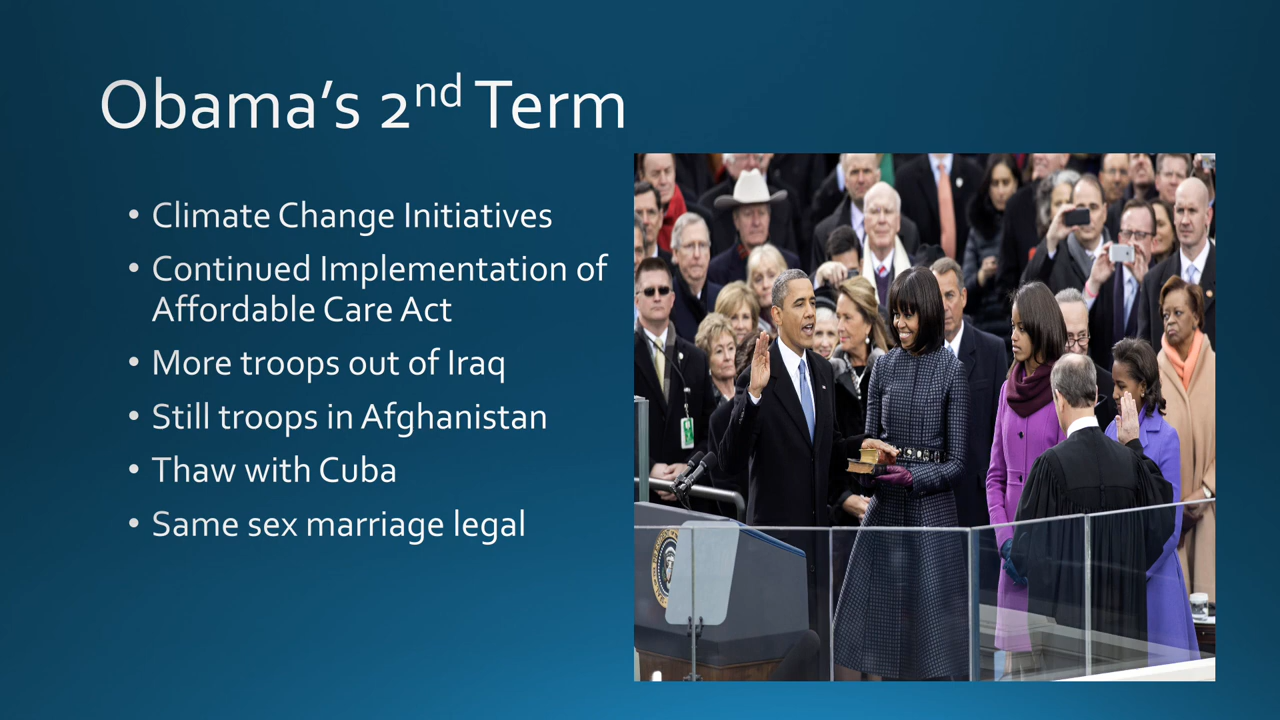 Obama’s 2nd Term
• Climate Change Initiatives
• Continued Implementation of
Affordable Care Act
• More troops out of Iraq
• Still troops in Afghanistan
• Thaw with Cuba
• Same sex marriage legal